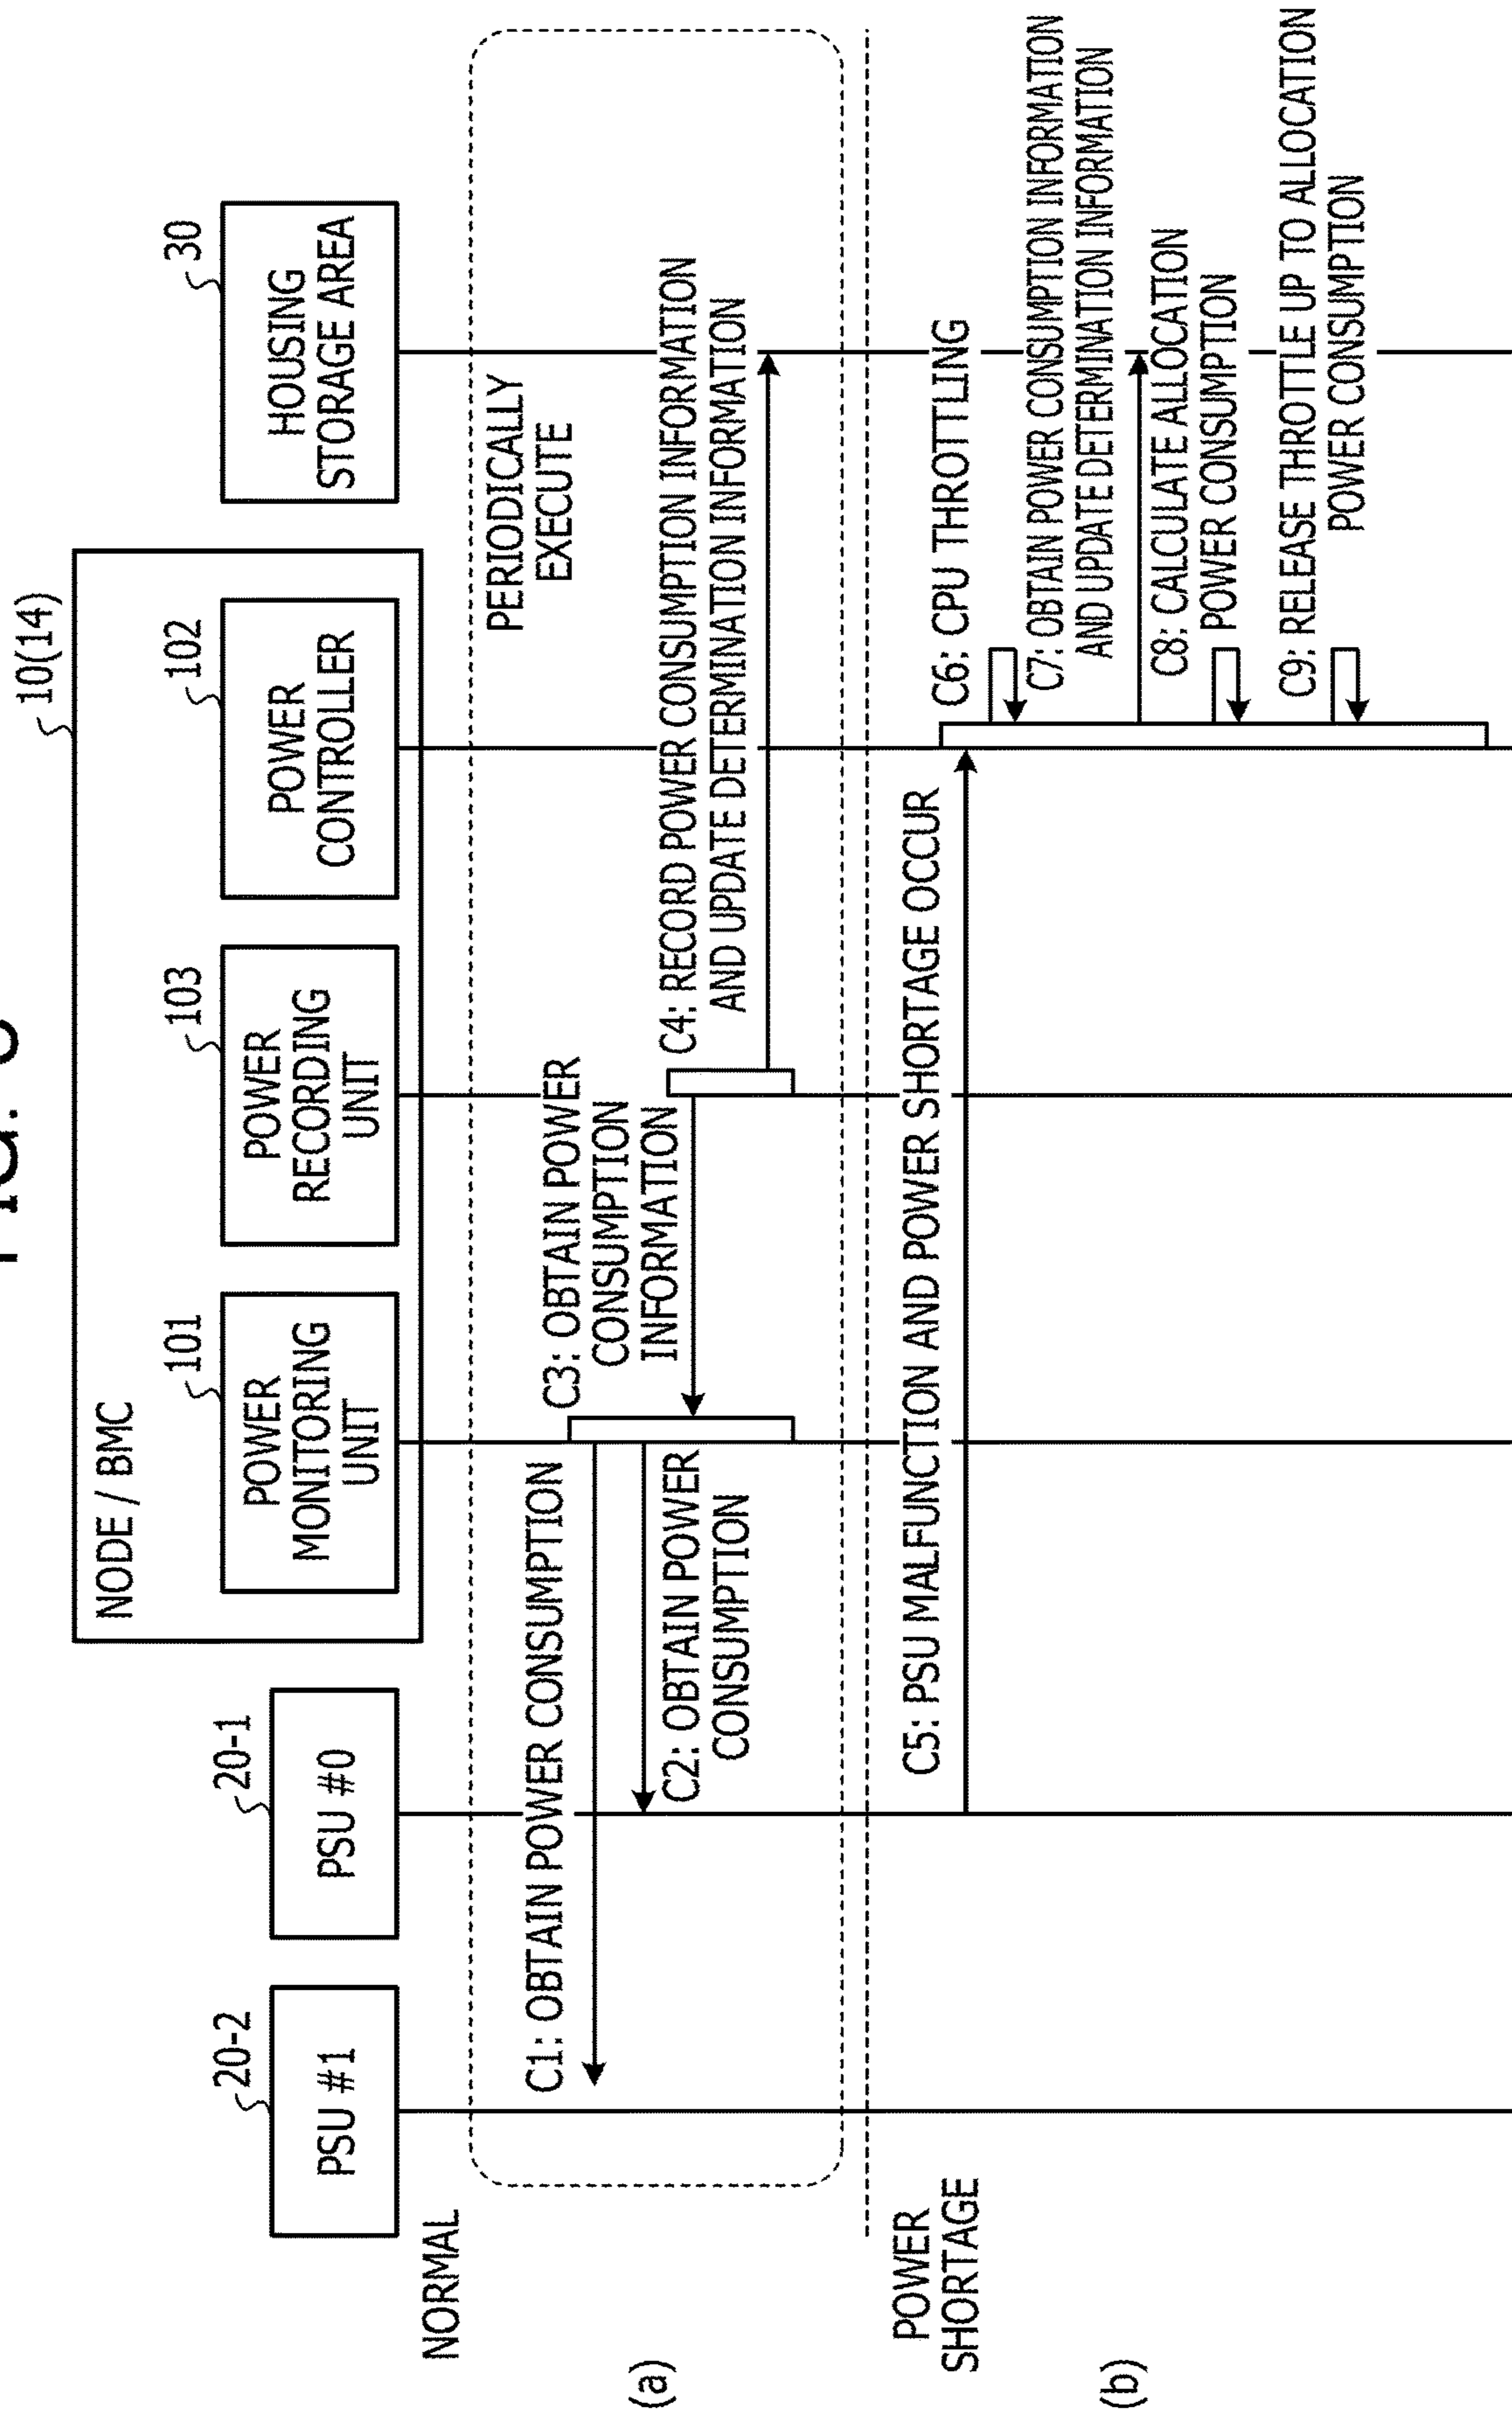 FIG.
10(14)
NODE / BMC
20-2
PSU #1
20-1
PSU #0
101
POWER
MONITORING
UNIT
103
POWER
RECORDING
UNIT
102
POWER
CONTROLLER
30
HOUSING
STORAGE AREA
NORMAL
(a)
PERIODICALLY
EXECUTE
C1: OBTAIN POWER CONSUMPTION
C2: OBTAIN POWER
CONSUMPTION
C3: OBTAIN POWER
CONSUMPTION
INFORMATION
C4: RECORD POWER CONSUMPTION INFORMATION
AND UPDATE DETERMINATION INFORMATION
POWER
SHORTAGE
(b)
C5: PSU MALFUNCTION AND POWER SHORTAGE OCCUR
C6: CPU THROTTLING
C7: OBTAIN POWER CONSUMPTION INFORMATION
AND UPDATE DETERMINATION INFORMATION
C8: CALCULATE ALLOCATION
POWER CONSUMPTION
C9: RELEASE THROTTLE UP TO ALLOCATION
POWER CONSUMPTION